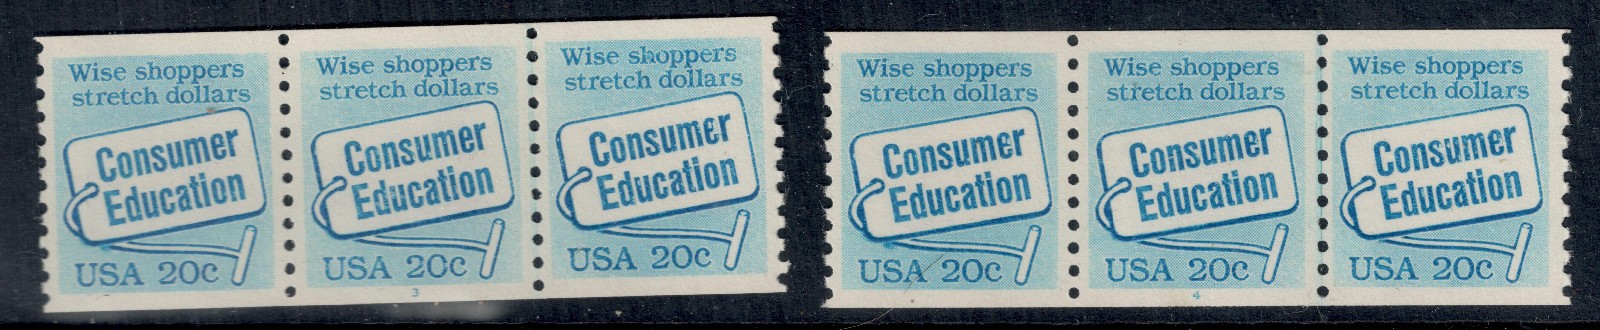 Wise shoppers
stretch dollars
Consumer
Education
USA 20c
Wise shoppers
stretch dollars
Consumer
Education
USA 20c
3
Wise shoppers
stretch dollars
Consumer
Education
USA 20c
Wise shoppers
stretch dollars
Consumer
Education
USA 20c
Wise shoppers
stretch dollars
Consumer
Education
USA 20c
4
Wise shoppers
stretch dollars
Consumer
Education
USA 20c